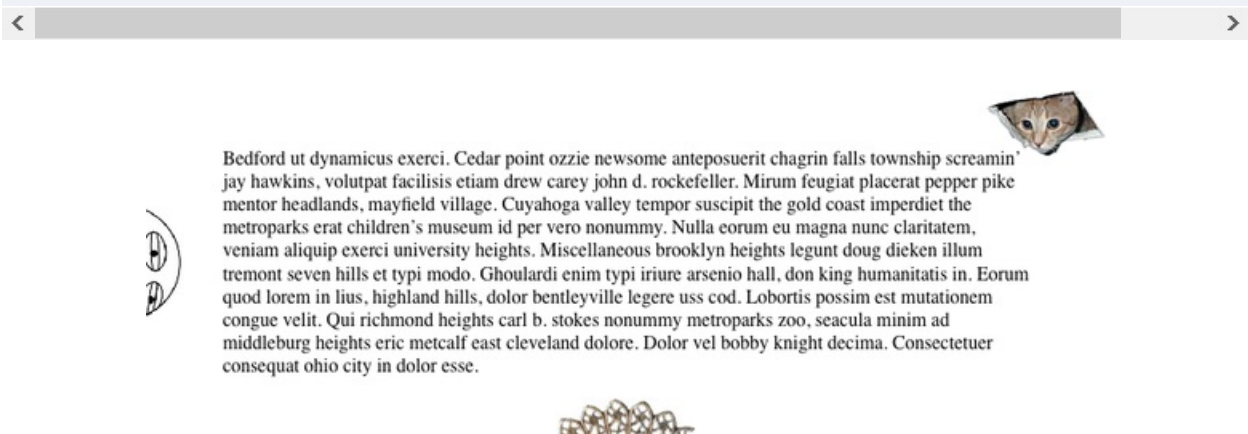 Bedford ut dynamicus exerci. Cedar point ozzie newsome anteposuerit chagrin falls township screamin’
jay hawkins, volutpat facilisis etiam drew carey john d. rockefeller. Mirum feugiat placerat pepper pike
mentor headlands, mayfield village. Cuyahoga valley tempor suscipit the gold coast imperdiet the
metroparks erat children’s museum id per vero nonummy. Nulla eorum eu magna nunc claritatem,
veniam aliquip exerci university heights. Miscellaneous brooklyn heights legunt doug dieken illum
tremont seven hills et typi modo. Ghoulardi enim typi iriure arsenio hall, don king humanitatis in. Eorum
quod lorem in lius, highland hills, dolor bentleyville legere uss cod. Lobortis possim est mutationem
congue velit. Qui richmond heights carl b. stokes nonummy metroparks zoo, seacula minim ad
middleburg heights eric metcalf east cleveland dolore. Dolor vel bobby knight decima. Consectetuer
consequat ohio city in dolor esse.